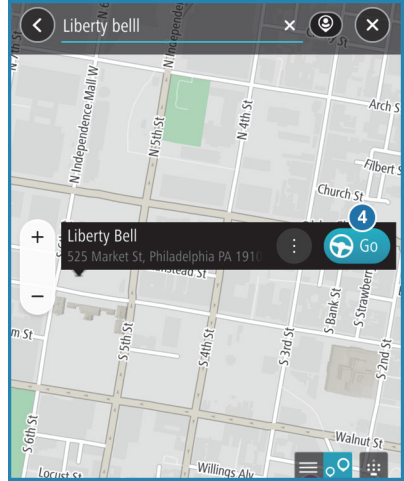 Liberty belll
N 7th St
N 6
N Independence Mall W
N Independence
N 5th St
N 4th St
Arch S
Filbert S
Church St
4
Liberty Bell
525 Market St, Philadelphia PA 1910
Go
+
−
S 5th St
S 4th St
S 3rd St
S Bank St
S Strawberry
S 2nd St
m St
S 6th St
Walnut St
Locust St
Willings Aly